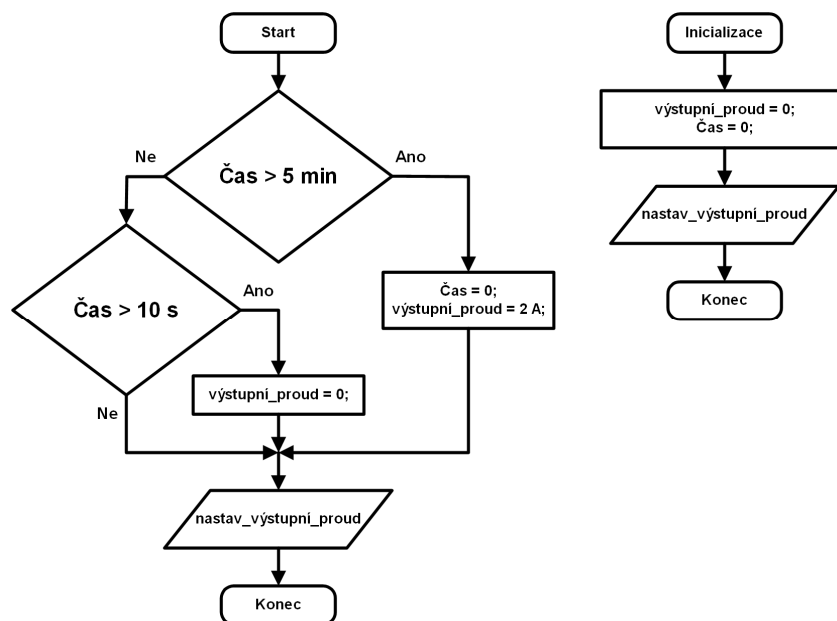 Start
Ne
Ano
Čas > 5 min
Čas > 10 s
Ano
Ne
Čas = 0;
výstupní_proud = 2 A;
výstupní_proud = 0;
nastav_výstupní_proud
Konec
Inicializace
výstupní_proud = 0;
Čas = 0;
nastav_výstupní_proud
Konec